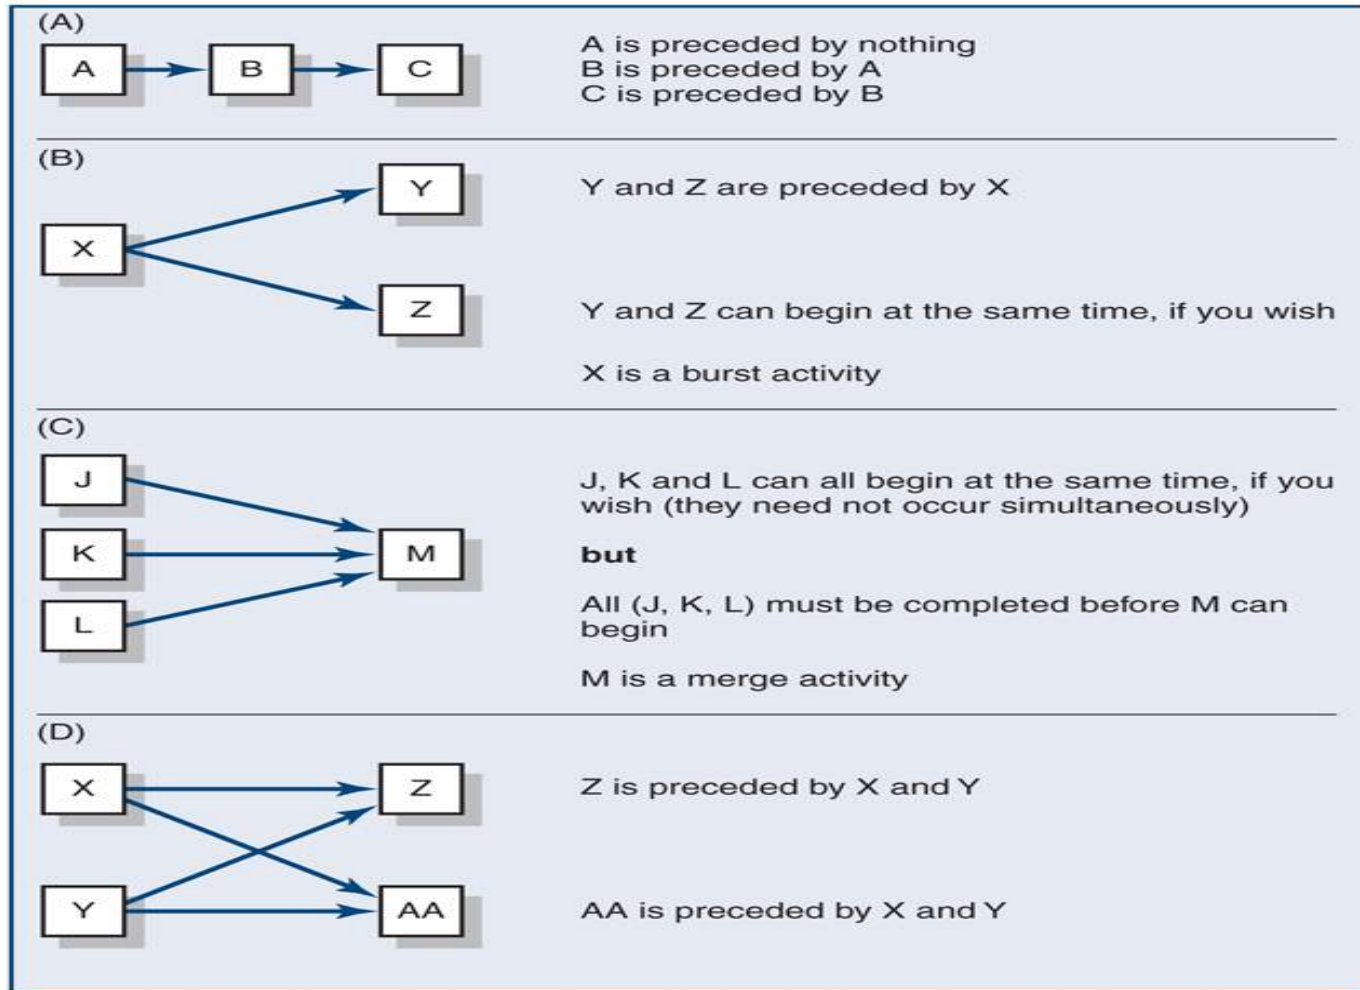 (A)
A
B
C
A is preceded by nothing
B is preceded by A
C is preceded by B
(B)
Y
X
Z
Y and Z are preceded by X
Y and Z can begin at the same time, if you wish
X is a burst activity
(C)
J
K
L
M
J, K and L can all begin at the same time, if you
wish (they need not occur simultaneously)
but
All (J, K, L) must be completed before M can
begin
M is a merge activity
(D)
X
Z
Y
AA
Z is preceded by X and Y
AA is preceded by X and Y